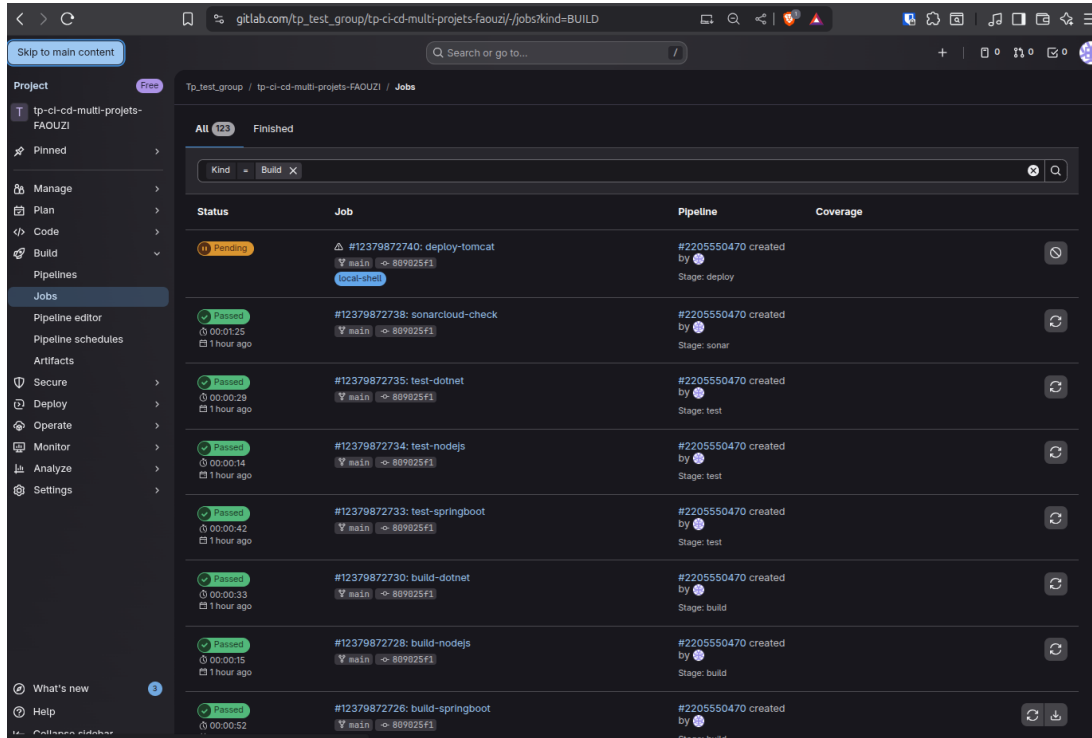 gitlab.com/tp_test_group/tp-ci-cd-multi-projets-faouzi/-/jobs?kind=BUILD
Skip to main content
Search or go to...
/
0
0
0
Project
Free
T
tp-ci-cd-multi-projets-
FAOUZI
Pinned
Manage
Plan
Code
Build
Pipelines
Jobs
Pipeline editor
Pipeline schedules
Artifacts
Secure
Deploy
Operate
Monitor
Analyze
Settings
What's new
3
Help
Collapse sidebar
Tp_test_group / tp-ci-cd-multi-projets-FAOUZI / Jobs
All 123 Finished
Kind = Build
Status Job Pipeline Coverage
Pending
#12379872740: deploy-tomcat
main 809025f1
local-shell
#2205550470 created
by
Stage: deploy
Passed
00:01:25
1 hour ago
#12379872738: sonarcloud-check
main 809025f1
#2205550470 created
by
Stage: sonar
Passed
00:00:29
1 hour ago
#12379872735: test-dotnet
main 809025f1
#2205550470 created
by
Stage: test
Passed
00:00:14
1 hour ago
#12379872734: test-nodejs
main 809025f1
#2205550470 created
by
Stage: test
Passed
00:00:42
1 hour ago
#12379872733: test-springboot
main 809025f1
#2205550470 created
by
Stage: test
Passed
00:00:33
1 hour ago
#12379872730: build-dotnet
main 809025f1
#2205550470 created
by
Stage: build
Passed
00:00:15
1 hour ago
#12379872728: build-nodejs
main 809025f1
#2205550470 created
by
Stage: build
Passed
00:00:52
#12379872726: build-springboot
main 809025f1
#2205550470 created
by
Stage: build